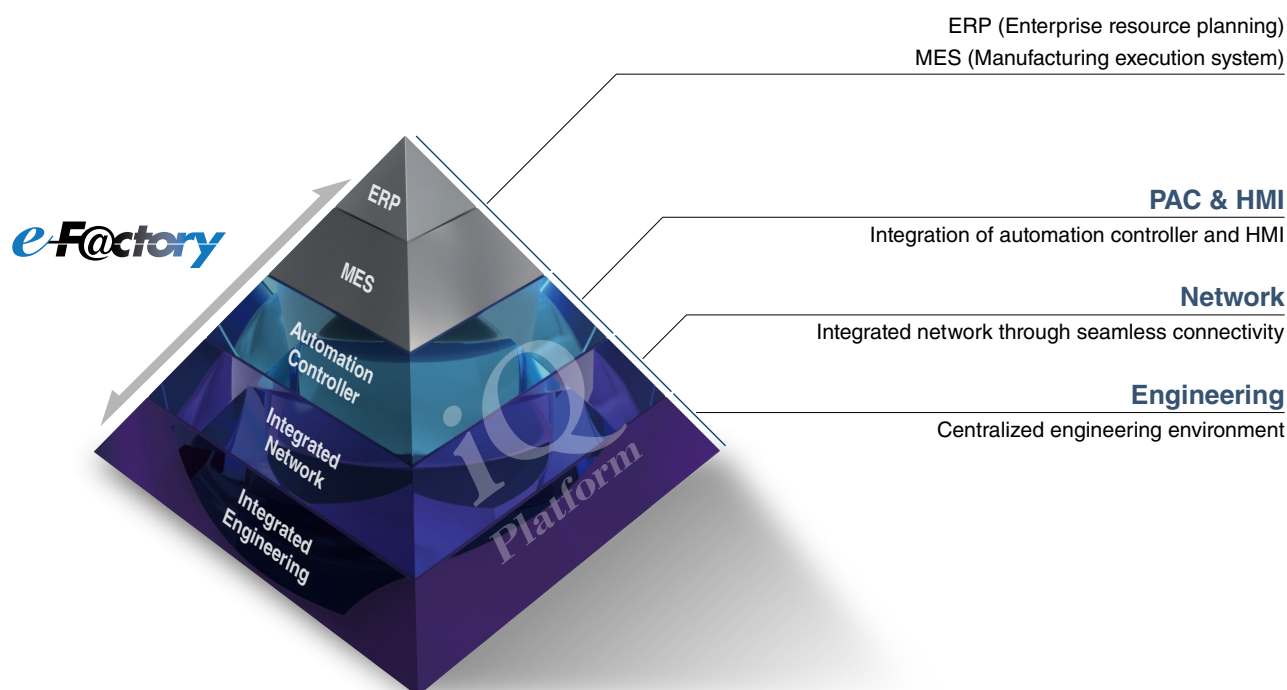 ERP (Enterprise resource planning)
MES (Manufacturing execution system)
PAC & HMI
Integration of automation controller and HMI
Network
Integrated network through seamless connectivity
Engineering
Centralized engineering environment
e-F@ctory
ERP
MES
Automation
Controller
Integrated
Network
Integrated
Engineering
iQ
Platform